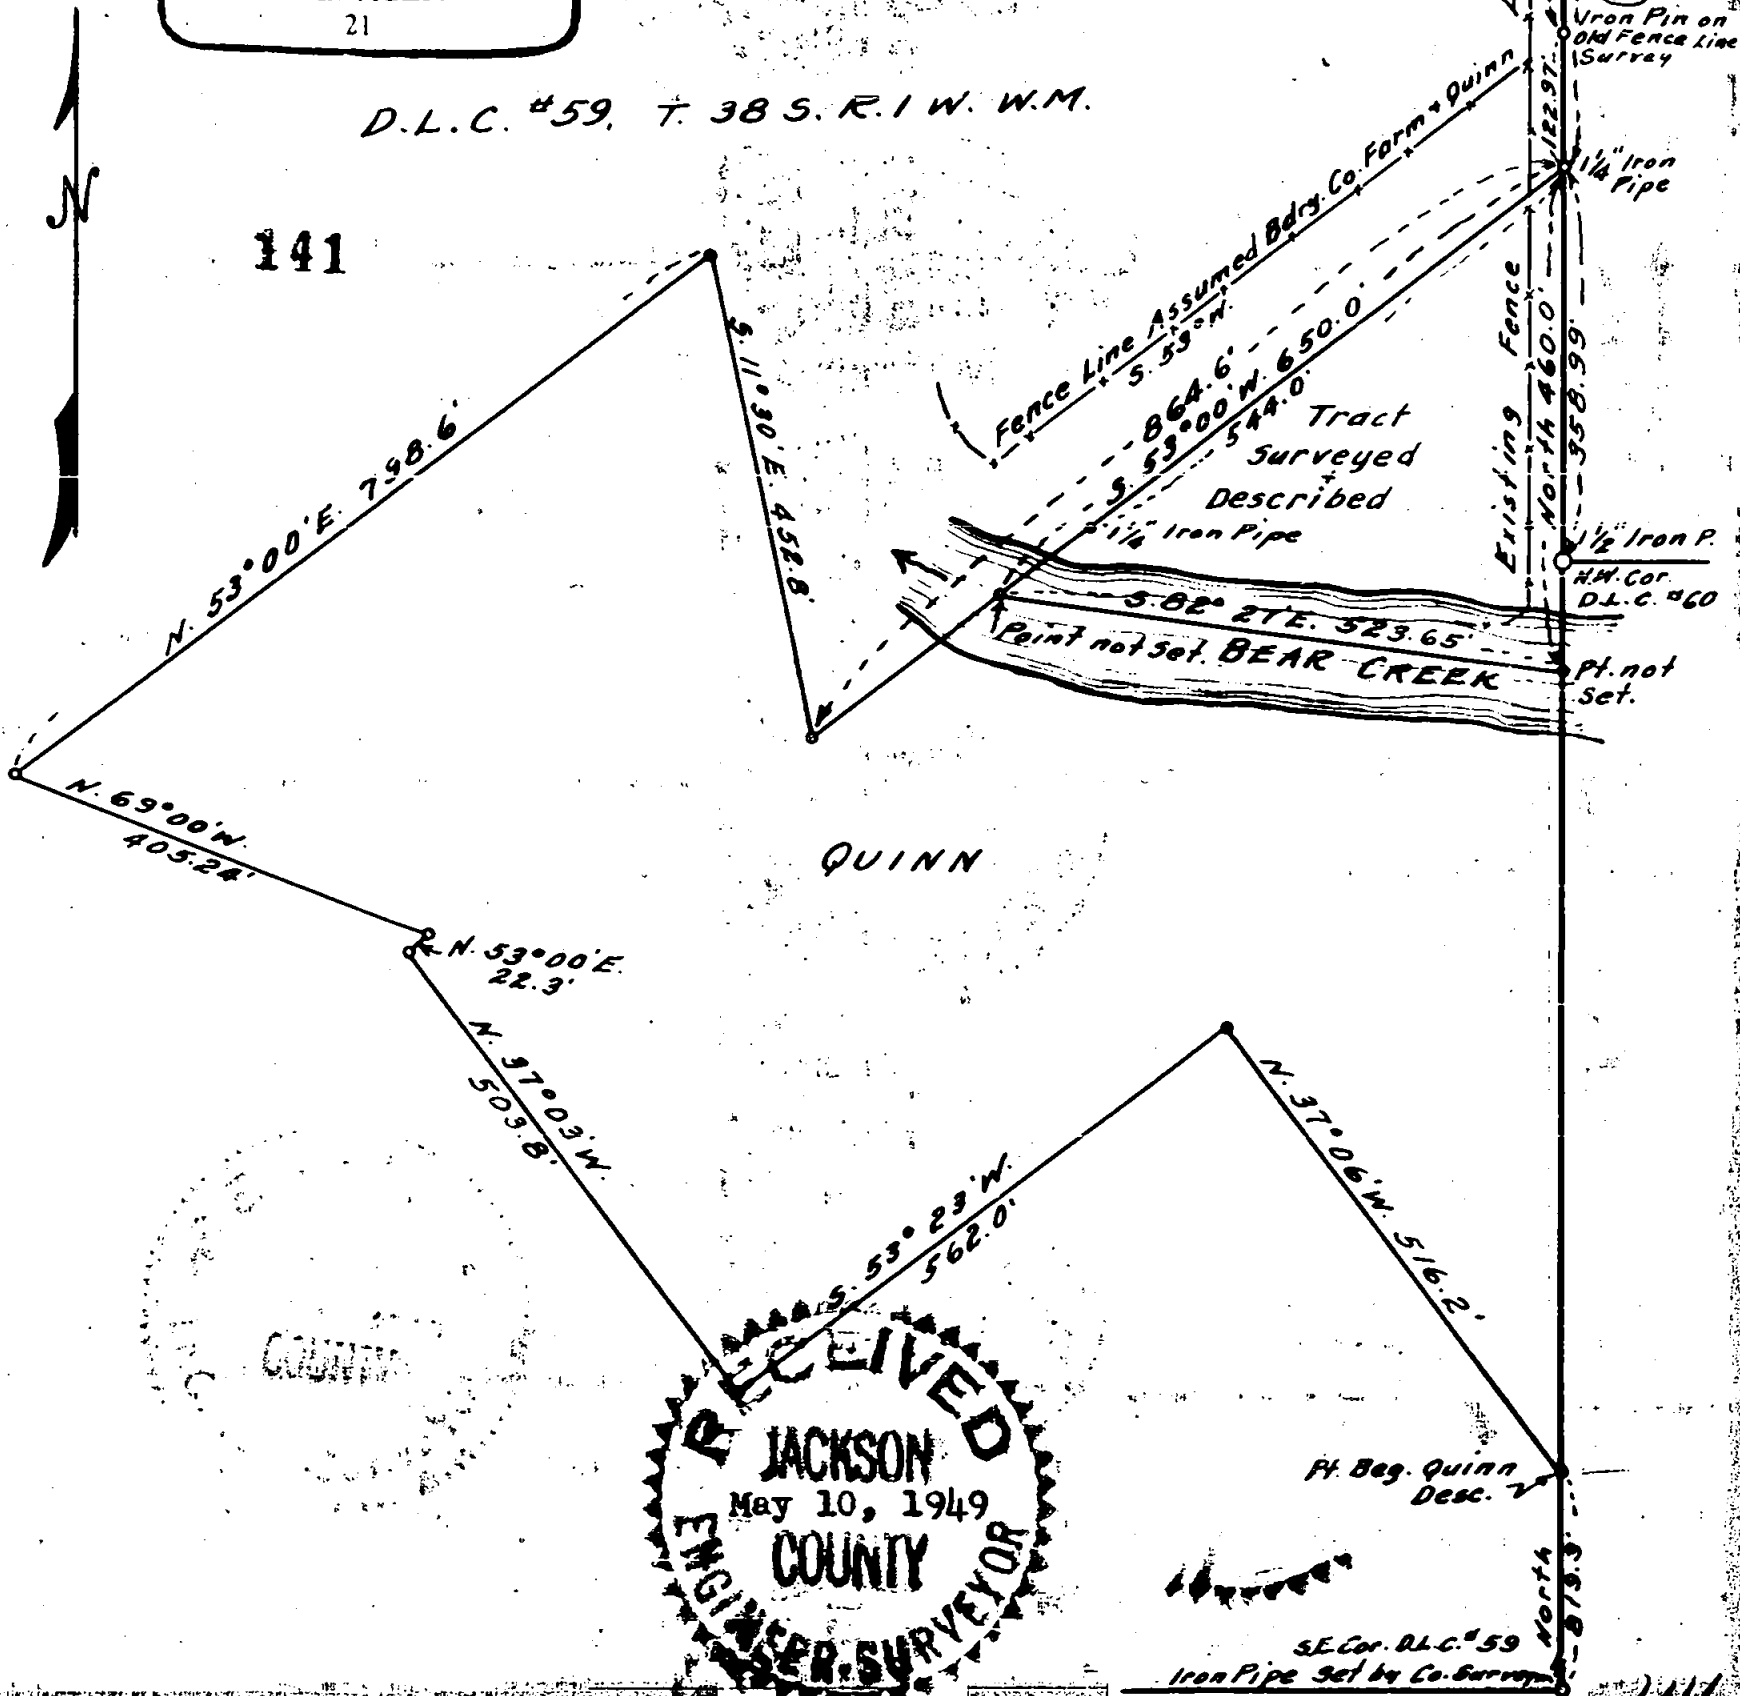 21
D.L.C. #59, T. 38 S. R. 1 W. W.M.
N
141
Iron Pin on
Old Fence Line
Survey
122.97
1¼" Iron
Pipe
Fence Line Assumed Bdry. Co. Farm + Quinn
S. 53° W.
864.6'
S. 53°00' W. 650.0'
544.0'
Tract
Surveyed
+
Described
1¼" Iron Pipe
Existing Fence
North 460.0'
358.99'
1½" Iron P.
N.W. Cor.
D.L.C. #60
S. 82° 27' E. 523.65'
Point not set.
BEAR CREEK
Pt. not
Set.
S. 11° 30' E. 452.8'
N. 53°00' E. 798.6'
N. 69°00' W.
405.24'
N. 53°00' E.
22.3'
QUINN
N. 37°03' W.
503.8'
S. 53° 23' W.
562.0'
N. 37°06' W. 516.2'
COUNTY
RECEIVED
JACKSON
May 10, 1949
COUNTY
ENGINEER-SURVEYOR
Pt. Beg. Quinn
Desc.
North
819.3'
S.E. Cor. D.L.C. #59
Iron Pipe Set by Co. Surveyor